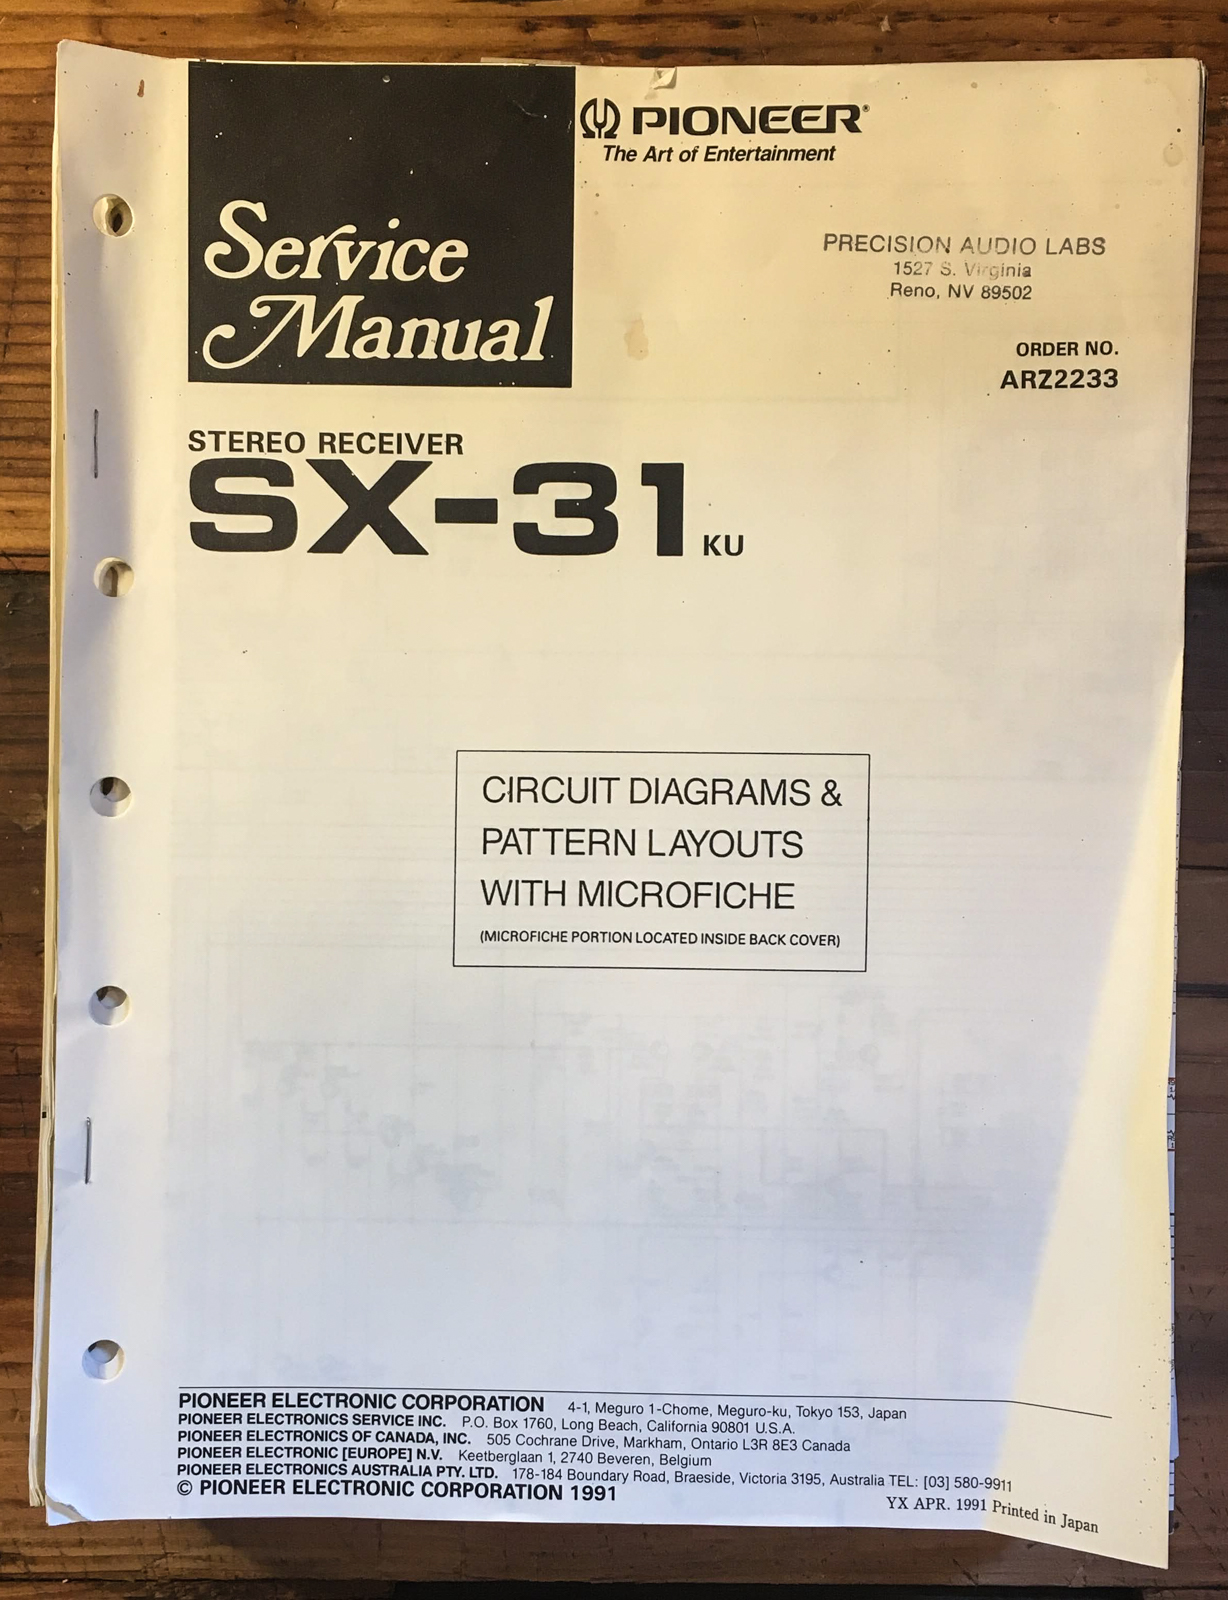 PIONEER®
The Art of Entertainment
Service
Manual
PRECISION AUDIO LABS
1527 S. Virginia
Reno, NV 89502
ORDER NO.
ARZ2233
STEREO RECEIVER
SX-31 KU
CIRCUIT DIAGRAMS &
PATTERN LAYOUTS
WITH MICROFICHE
(MICROFICHE PORTION LOCATED INSIDE BACK COVER)
PIONEER ELECTRONIC CORPORATION 4-1, Meguro 1-Chome, Meguro-ku, Tokyo 153, Japan
PIONEER ELECTRONICS SERVICE INC. P.O. Box 1760, Long Beach, California 90801 U.S.A.
PIONEER ELECTRONICS OF CANADA, INC. 505 Cochrane Drive, Markham, Ontario L3R 8E3 Canada
PIONEER ELECTRONIC [EUROPE] N.V. Keetberglaan 1, 2740 Beveren, Belgium
PIONEER ELECTRONICS AUSTRALIA PTY. LTD. 178-184 Boundary Road, Braeside, Victoria 3195, Australia TEL: [03] 580-9911
© PIONEER ELECTRONIC CORPORATION 1991
YX APR. 1991 Printed in Japan